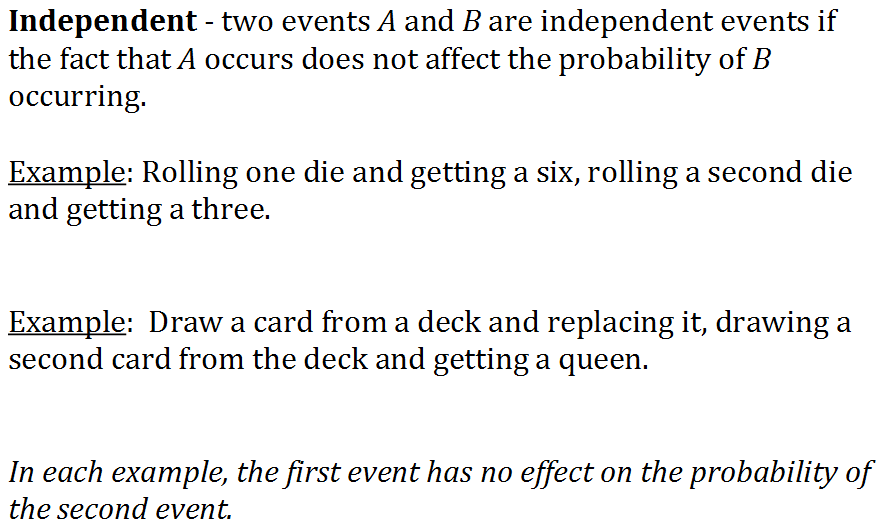 Independent - two events A and B are independent events if
the fact that A occurs does not affect the probability of B
occurring.
Example: Rolling one die and getting a six, rolling a second die
and getting a three.
Example:  Draw a card from a deck and replacing it, drawing a
second card from the deck and getting a queen.
In each example, the first event has no effect on the probability of
the second event.